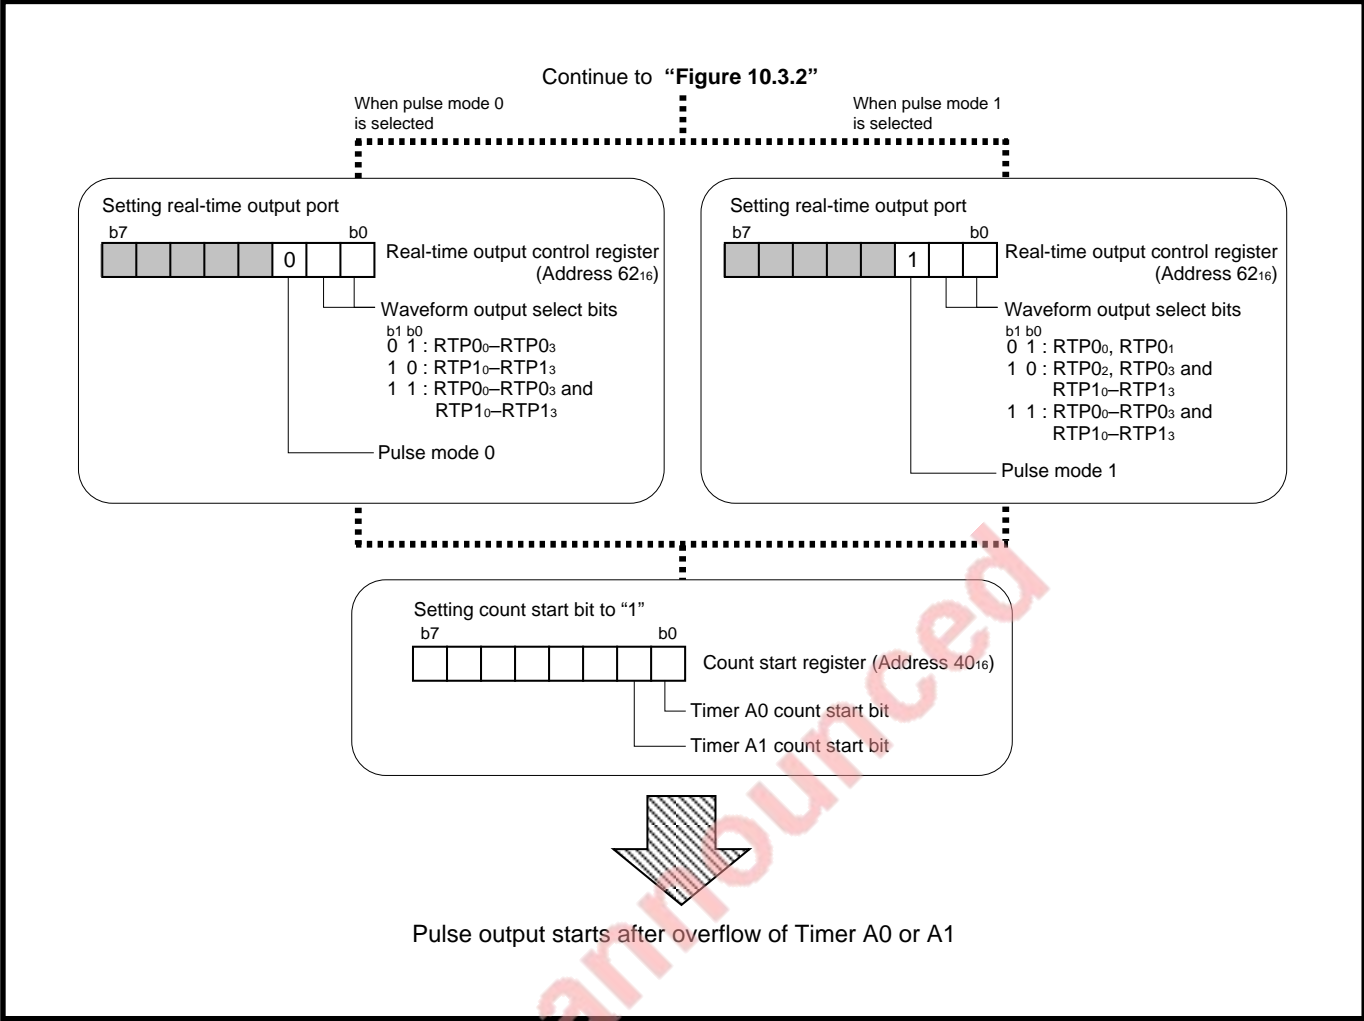 Continue to “Figure 10.3.2”
When pulse mode 0
is selected
When pulse mode 1
is selected
Setting real-time output port
b7 b0
0
Real-time output control register
(Address 62₁₆)
Waveform output select bits
b1 b0
0 1 : RTP0₀–RTP0₃
1 0 : RTP1₀–RTP1₃
1 1 : RTP0₀–RTP0₃ and
RTP1₀–RTP1₃
Pulse mode 0
Setting real-time output port
b7 b0
1
Real-time output control register
(Address 62₁₆)
Waveform output select bits
b1 b0
0 1 : RTP0₀, RTP0₁
1 0 : RTP0₂, RTP0₃ and
RTP1₀–RTP1₃
1 1 : RTP0₀–RTP0₃ and
RTP1₀–RTP1₃
Pulse mode 1
Setting count start bit to “1”
b7 b0
Count start register (Address 40₁₆)
Timer A0 count start bit
Timer A1 count start bit
Pulse output starts after overflow of Timer A0 or A1
announced